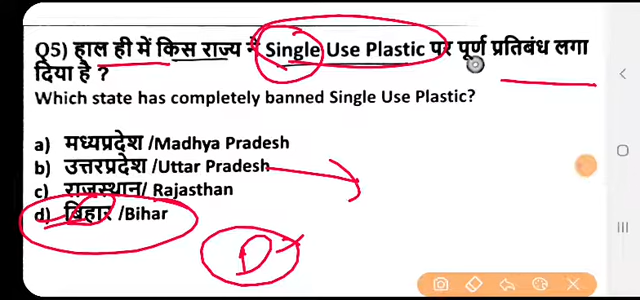 Q5) हाल ही में किस राज्य ने Single Use Plastic पर पूर्ण प्रतिबंध लगा
दिया है ?
Which state has completely banned Single Use Plastic?
a) मध्यप्रदेश /Madhya Pradesh
b) उत्तरप्रदेश /Uttar Pradesh
c) राजस्थान/ Rajasthan
d) बिहार /Bihar
D